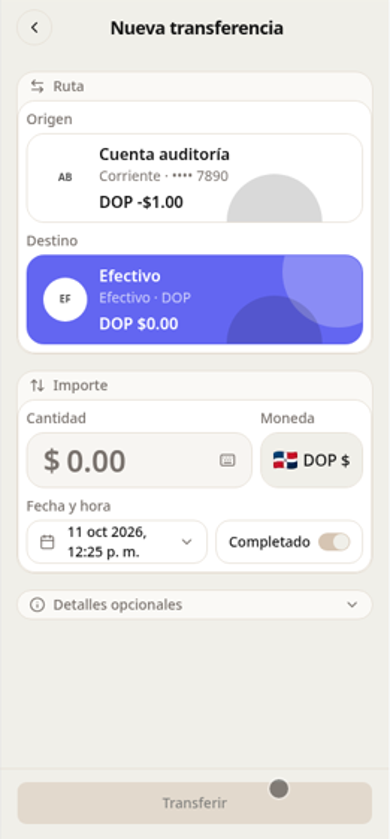 Nueva transferencia
Ruta
Origen
Cuenta auditoría
AB
Corriente · •••• 7890
DOP -$1.00
Destino
Efectivo
EF
Efectivo · DOP
DOP $0.00
Importe
Cantidad
Moneda
$ 0.00
DOP $
Fecha y hora
11 oct 2026,
12:25 p. m.
Completado
Detalles opcionales
Transferir